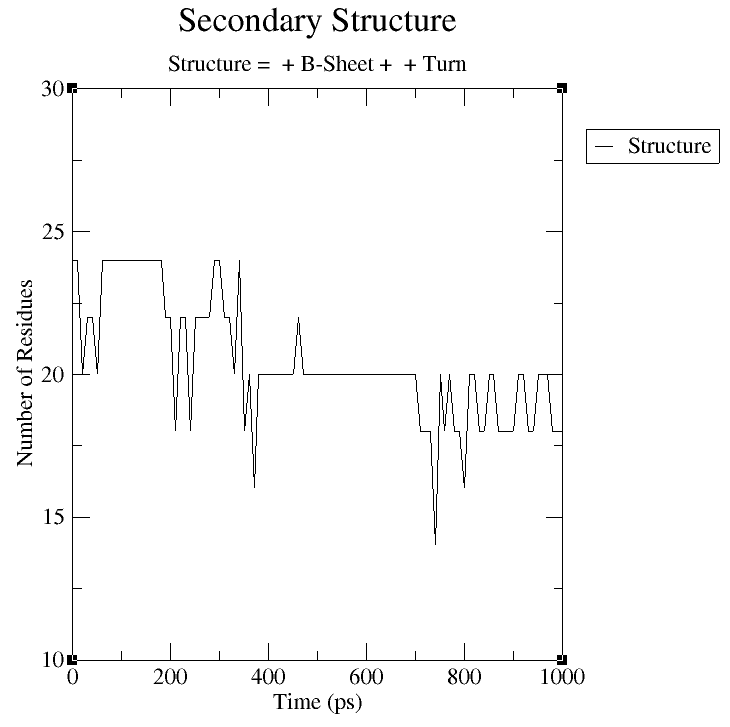 Secondary Structure
Structure =  + B-Sheet +  + Turn
30
25
20
15
10
Number of Residues
0 200 400 600 800 1000
Time (ps)
Structure